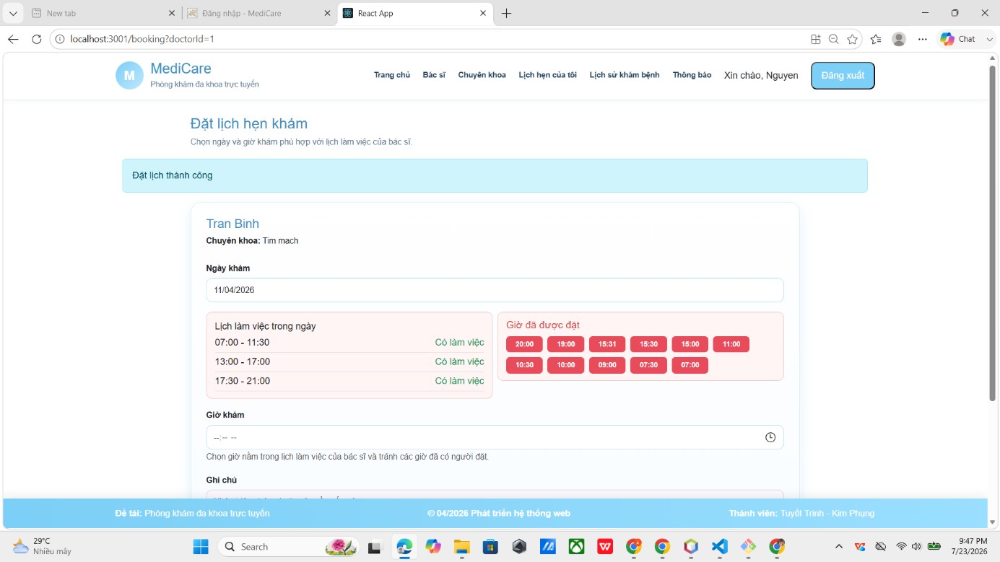 New tab
Đăng nhập - MediCare
React App
localhost:3001/booking?doctorId=1
Chat
M
MediCare
Phòng khám đa khoa trực tuyến
Trang chủ Bác sĩ Chuyên khoa Lịch hẹn của tôi Lịch sử khám bệnh Thông báo Xin chào, Nguyen Đăng xuất
Đặt lịch hẹn khám
Chọn ngày và giờ khám phù hợp với lịch làm việc của bác sĩ.
Đặt lịch thành công
Tran Binh
Chuyên khoa: Tim mach
Ngày khám
11/04/2026
Lịch làm việc trong ngày
07:00 - 11:30 Có làm việc
13:00 - 17:00 Có làm việc
17:30 - 21:00 Có làm việc
Giờ đã được đặt
20:00 19:00 15:31 15:30 15:00 11:00
10:30 10:00 09:00 07:30 07:00
Giờ khám
--:-- --
Chọn giờ nằm trong lịch làm việc của bác sĩ và tránh các giờ đã có người đặt.
Ghi chú
Đề tài: Phòng khám đa khoa trực tuyến
© 04/2026 Phát triển hệ thống web
Thành viên: Tuyết Trinh - Kim Phụng
29°C
Nhiều mây
Search
9:47 PM
7/23/2026